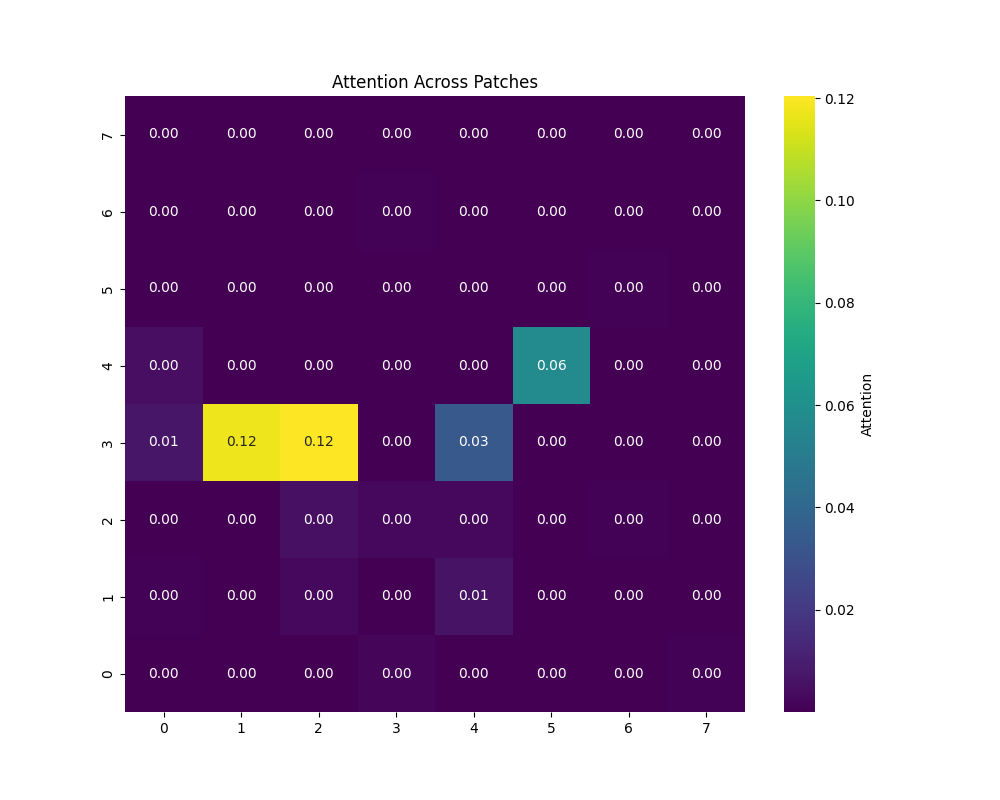 Attention Across Patches
7 0.00 0.00 0.00 0.00 0.00 0.00 0.00 0.00
6 0.00 0.00 0.00 0.00 0.00 0.00 0.00 0.00
5 0.00 0.00 0.00 0.00 0.00 0.00 0.00 0.00
4 0.00 0.00 0.00 0.00 0.00 0.06 0.00 0.00
3 0.01 0.12 0.12 0.00 0.03 0.00 0.00 0.00
2 0.00 0.00 0.00 0.00 0.00 0.00 0.00 0.00
1 0.00 0.00 0.00 0.00 0.01 0.00 0.00 0.00
0 0.00 0.00 0.00 0.00 0.00 0.00 0.00 0.00
0 1 2 3 4 5 6 7
0.12
0.10
0.08
0.06
0.04
0.02
Attention